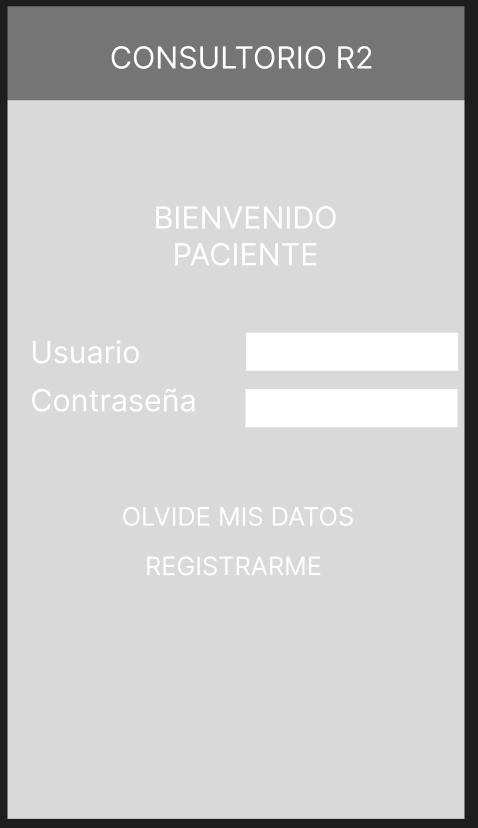 CONSULTORIO R2
BIENVENIDO
PACIENTE
Usuario
Contraseña
OLVIDE MIS DATOS
REGISTRARME